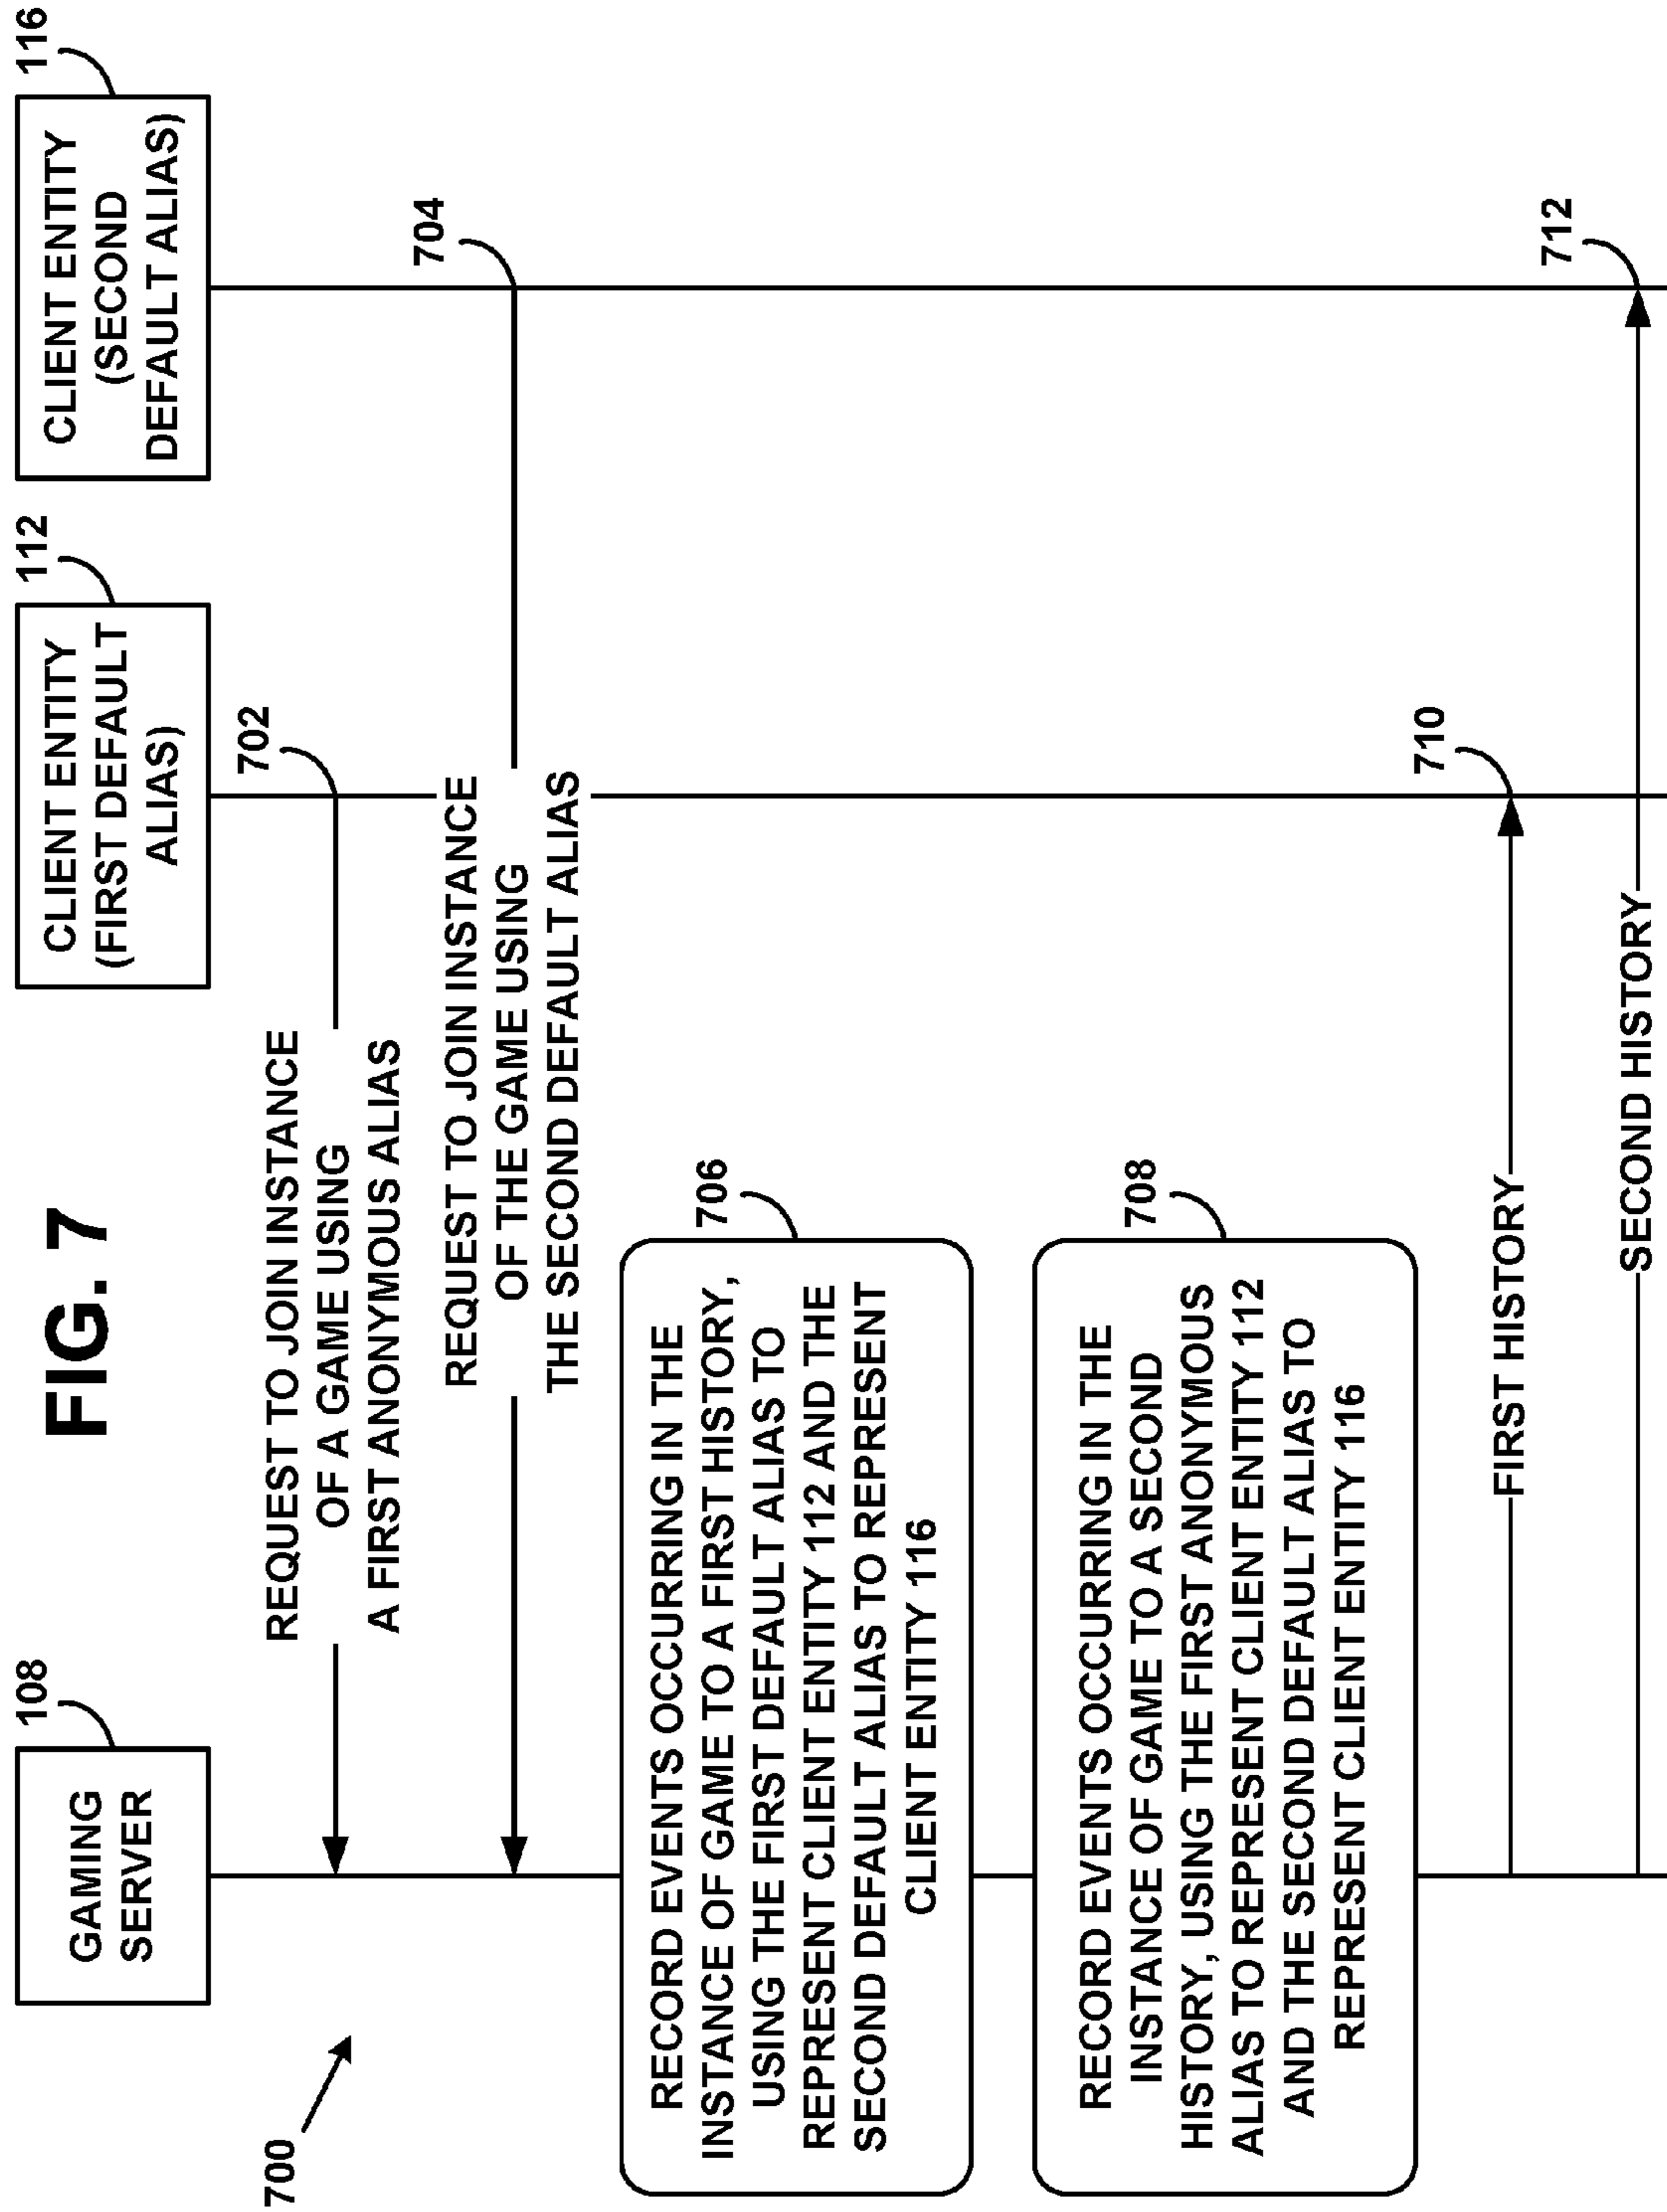 FIG. 7
700
108
GAMING
SERVER
112
CLIENT ENTITY
(FIRST DEFAULT
ALIAS)
116
CLIENT ENTITY
(SECOND
DEFAULT ALIAS)
702
REQUEST TO JOIN INSTANCE
OF A GAME USING
A FIRST ANONYMOUS ALIAS
704
REQUEST TO JOIN INSTANCE
OF THE GAME USING
THE SECOND DEFAULT ALIAS
706
RECORD EVENTS OCCURRING IN THE
INSTANCE OF GAME TO A FIRST HISTORY,
USING THE FIRST DEFAULT ALIAS TO
REPRESENT CLIENT ENTITY 112 AND THE
SECOND DEFAULT ALIAS TO REPRESENT
CLIENT ENTITY 116
708
RECORD EVENTS OCCURRING IN THE
INSTANCE OF GAME TO A SECOND
HISTORY, USING THE FIRST ANONYMOUS
ALIAS TO REPRESENT CLIENT ENTITY 112
AND THE SECOND DEFAULT ALIAS TO
REPRESENT CLIENT ENTITY 116
710
FIRST HISTORY
712
SECOND HISTORY